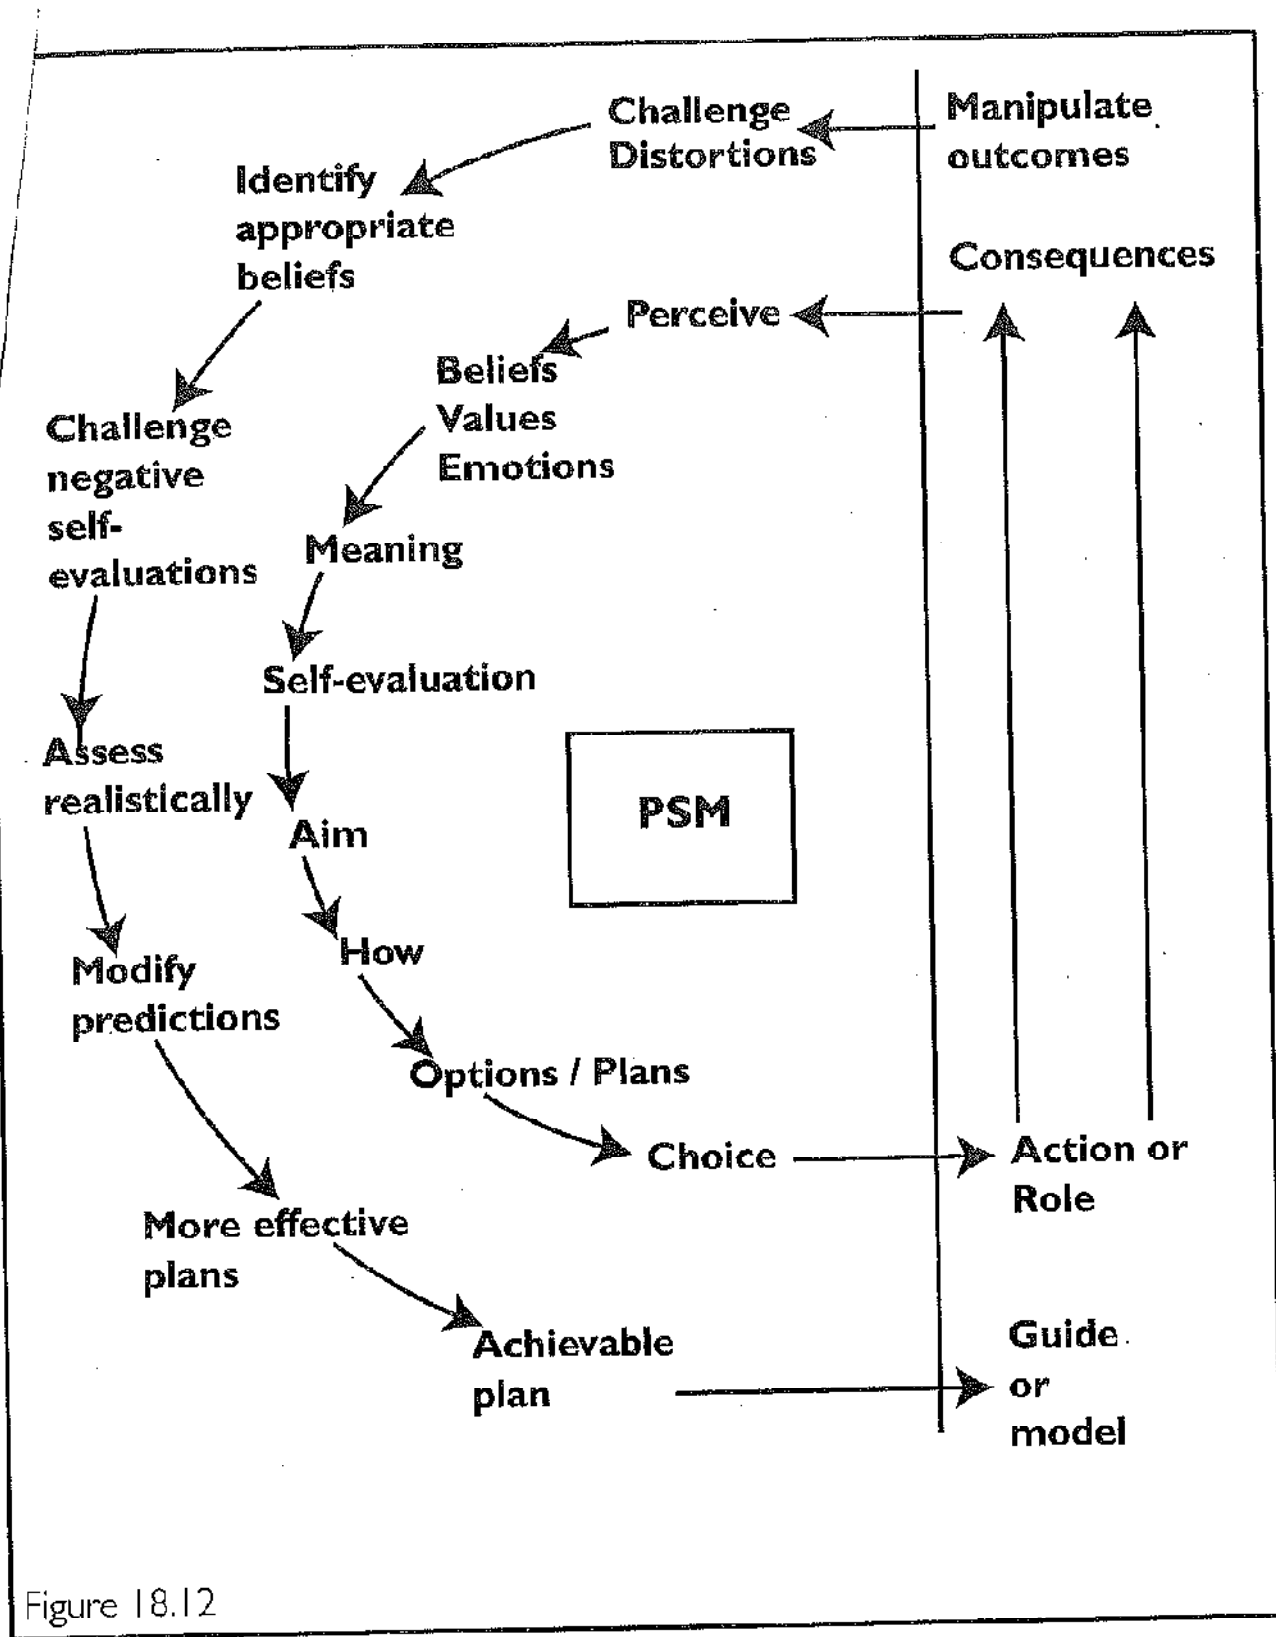 Challenge
Distortions
Manipulate
outcomes
Identify
appropriate
beliefs
Consequences
Perceive
Beliefs
Values
Emotions
Challenge
negative
self-
evaluations
Meaning
Self-evaluation
Assess
realistically
Aim
PSM
How
Modify
predictions
Options / Plans
Choice
Action or
Role
More effective
plans
Achievable
plan
Guide
or
model
Figure 18.12